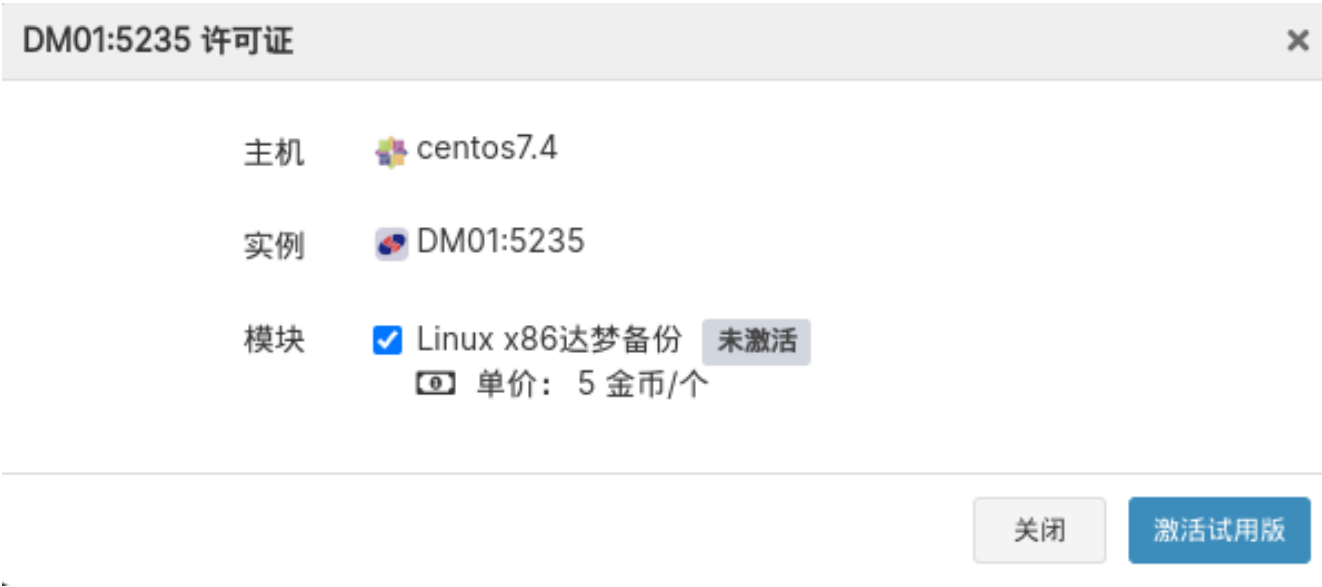 DM01:5235 许可证
主机 centos7.4
实例 DM01:5235
模块 Linux x86达梦备份 未激活
单价： 5 金币/个
关闭 激活试用版